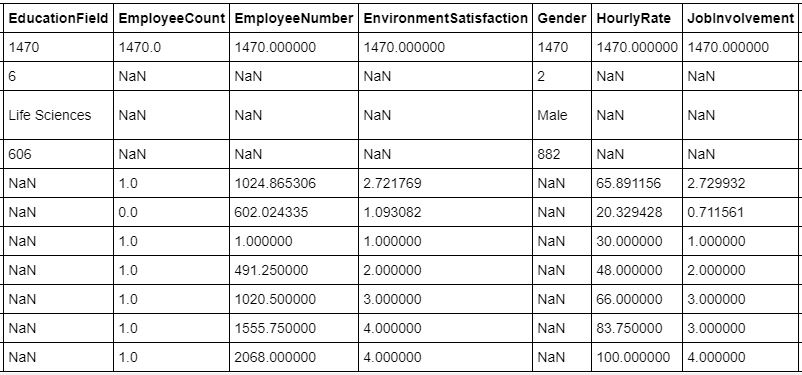 EducationField EmployeeCount EmployeeNumber EnvironmentSatisfaction Gender HourlyRate JobInvolvement
1470 1470.0 1470.000000 1470.000000 1470 1470.000000 1470.000000
6 NaN NaN NaN 2 NaN NaN
Life Sciences NaN NaN NaN Male NaN NaN
606 NaN NaN NaN 882 NaN NaN
NaN 1.0 1024.865306 2.721769 NaN 65.891156 2.729932
NaN 0.0 602.024335 1.093082 NaN 20.329428 0.711561
NaN 1.0 1.000000 1.000000 NaN 30.000000 1.000000
NaN 1.0 491.250000 2.000000 NaN 48.000000 2.000000
NaN 1.0 1020.500000 3.000000 NaN 66.000000 3.000000
NaN 1.0 1555.750000 4.000000 NaN 83.750000 3.000000
NaN 1.0 2068.000000 4.000000 NaN 100.000000 4.000000